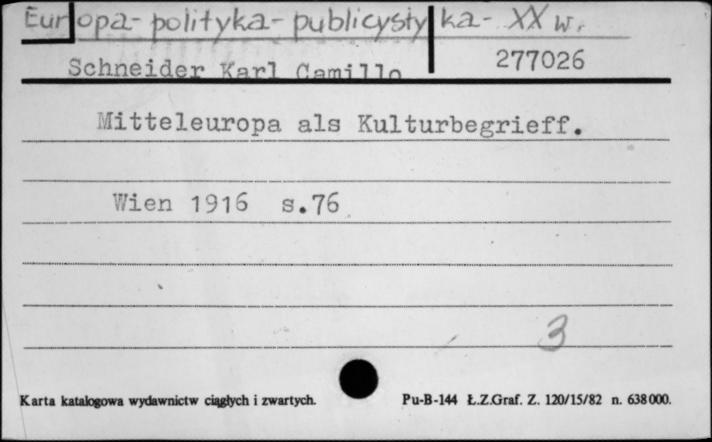 Europa-polityka-publicystyka- XX w.
Schneider Karl Camillo 277026
Mitteleuropa als Kulturbegrieff.
Wien 1916 s.76
3
Karta katalogowa wydawnictw ciągłych i zwartych. Pu-B-144 Ł.Z.Graf. Z. 120/15/82 n. 638000.